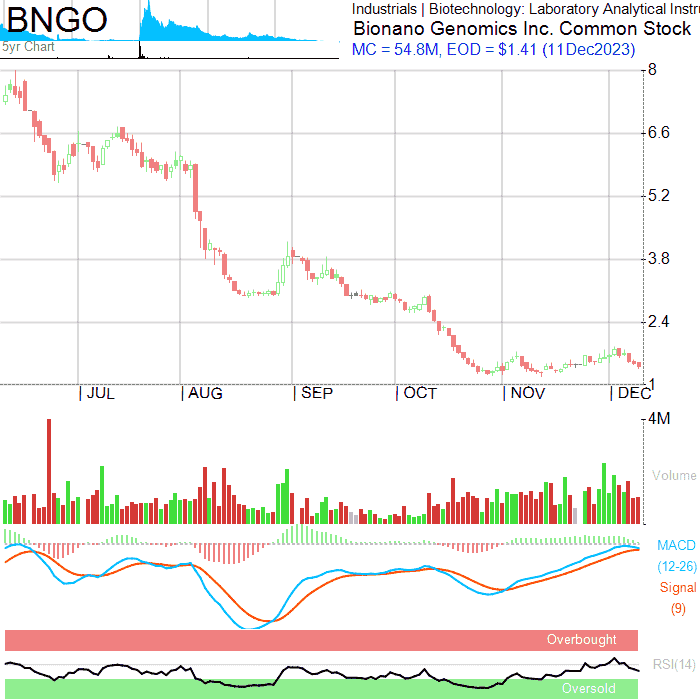 BNGO
5yr Chart
Industrials | Biotechnology: Laboratory Analytical Instru
Bionano Genomics Inc. Common Stock
MC = 54.8M, EOD = $1.41 (11Dec2023)
8
6.6
5.2
3.8
2.4
1
JUL AUG SEP OCT NOV DEC
4M
Volume
MACD
(12-26)
Signal
(9)
Overbought
RSI(14)
Oversold